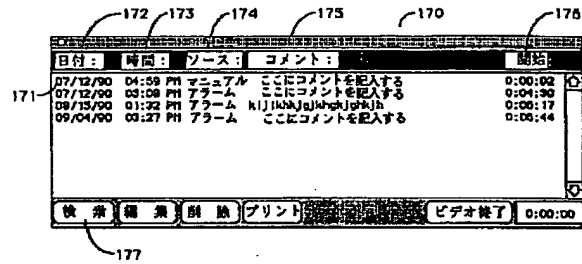 172 173 174 175 170 176
日付： 時間： ソース： コメント： 開始
171
07/12/90 04:59 PM マニュアル ここにコメントを記入する 0:00:02
07/12/90 03:08 PM アラーム ここにコメントを記入する 0:04:30
08/13/90 01:32 PM アラーム 0:06:17
09/04/90 03:27 PM アラーム ここにコメントを記入する 0:06:44
検 索 編 集 削 除 プリント ビデオ終了 0:00:00
177